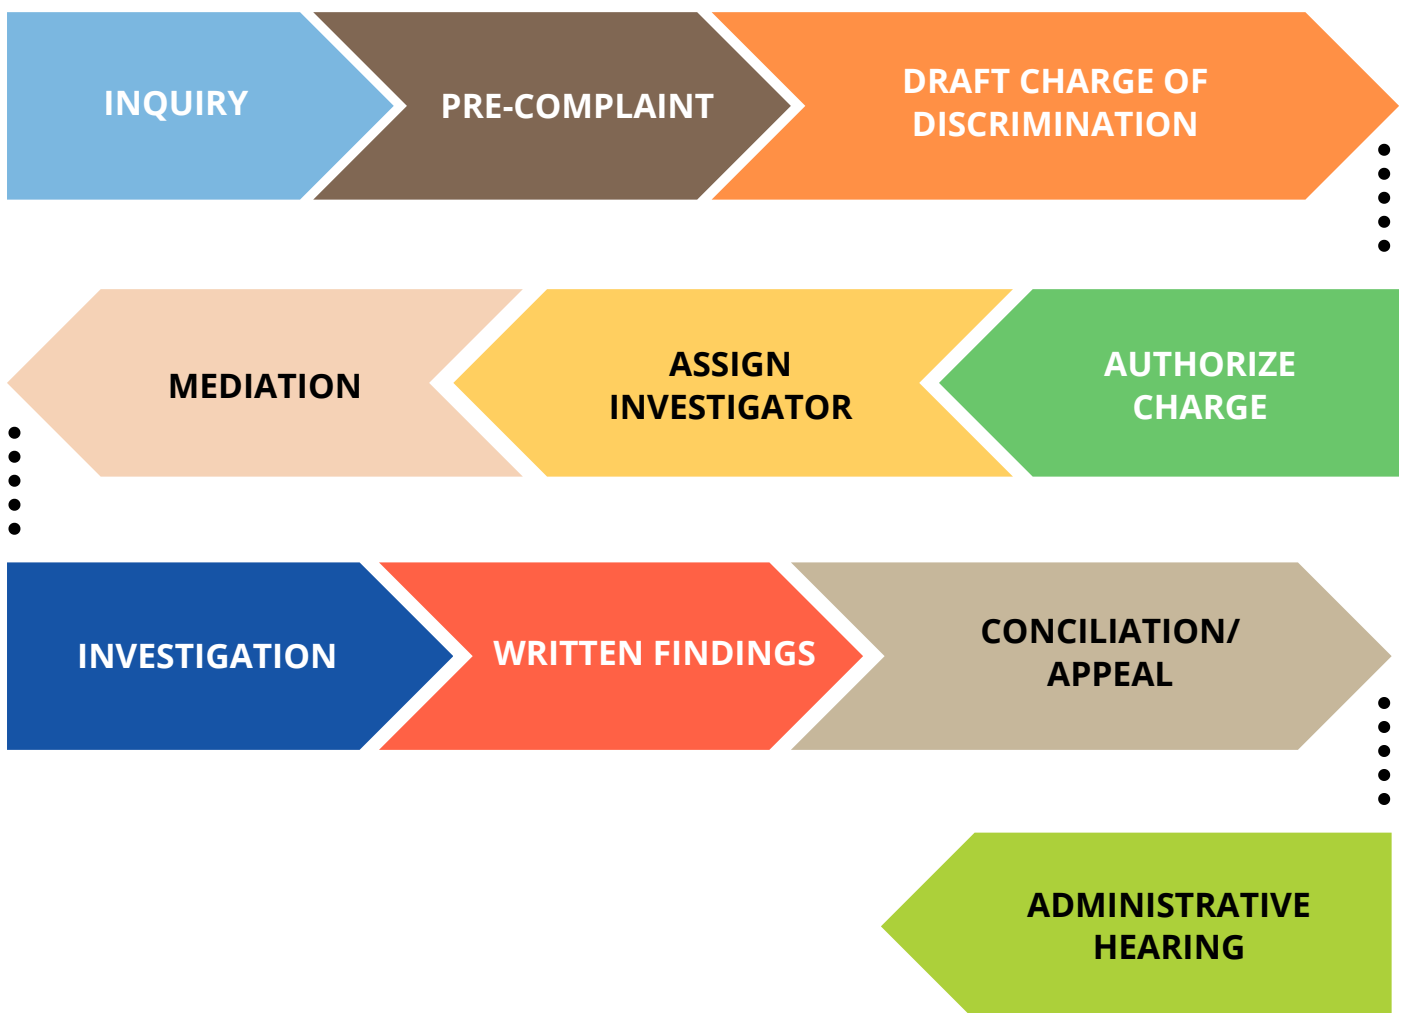 INQUIRY
PRE-COMPLAINT
DRAFT CHARGE OF
DISCRIMINATION
AUTHORIZE
CHARGE
ASSIGN
INVESTIGATOR
MEDIATION
INVESTIGATION
WRITTEN FINDINGS
CONCILIATION/
APPEAL
ADMINISTRATIVE
HEARING